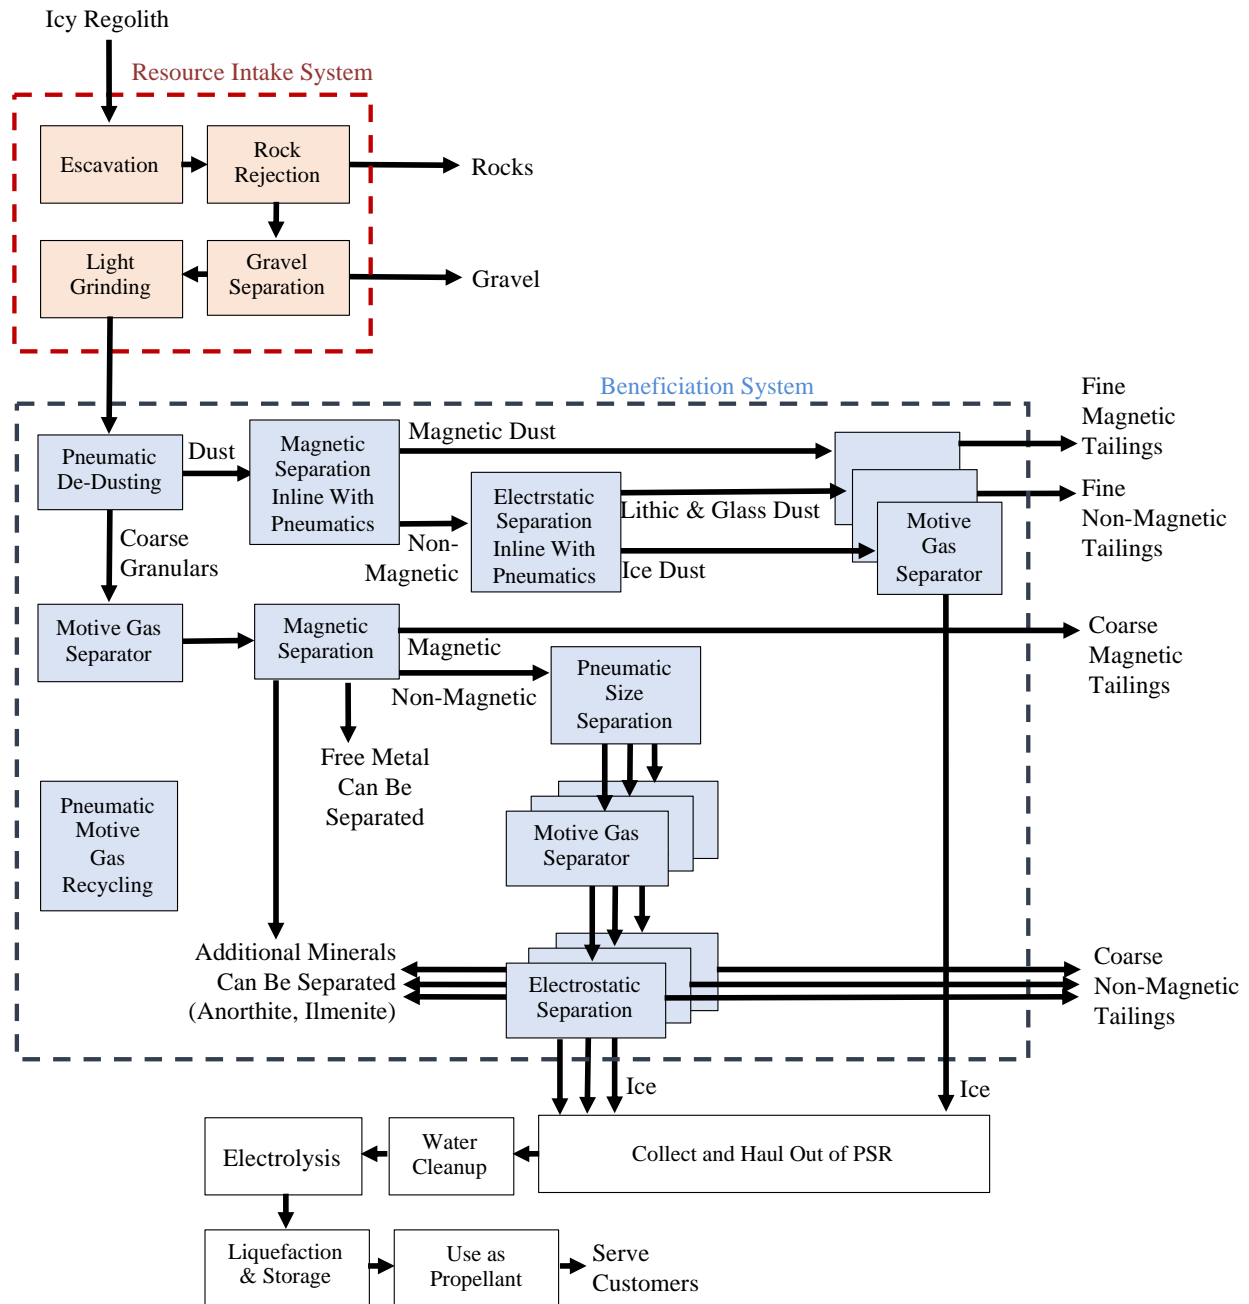 Icy Regolith
Resource Intake System
Escavation
Rock
Rejection
Rocks
Light
Grinding
Gravel
Separation
Gravel
Beneficiation System
Fine
Magnetic
Tailings
Pneumatic
De-Dusting
Dust
Magnetic
Separation
Inline With
Pneumatics
Magnetic Dust
Non-
Magnetic
Electrstatic
Separation
Inline With
Pneumatics
Lithic & Glass Dust
Ice Dust
Motive
Gas
Separator
Fine
Non-Magnetic
Tailings
Coarse
Granulars
Motive Gas
Separator
Magnetic
Separation
Magnetic
Non-Magnetic
Coarse
Magnetic
Tailings
Pneumatic
Size
Separation
Free Metal
Can Be
Separated
Pneumatic
Motive
Gas
Recycling
Motive Gas
Separator
Additional Minerals
Can Be Separated
(Anorthite, Ilmenite)
Electrostatic
Separation
Coarse
Non-Magnetic
Tailings
Ice
Ice
Electrolysis
Water
Cleanup
Collect and Haul Out of PSR
Liquefaction
& Storage
Use as
Propellant
Serve
Customers